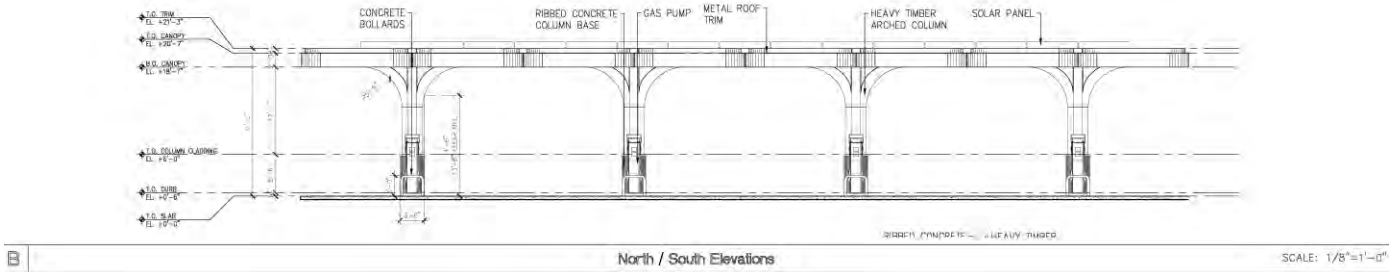 T.O. TRIM
EL. +21'-3"
T.O. CANOPY
EL. +20'-7"
B.O. CANOPY
EL. +18'-7"
T.O. COLUMN CLADDING
EL. +6'-0"
T.O. CURB
EL. +0'-6"
T.O. SLAB
EL. +0'-0"
CONCRETE
BOLLARDS
RIBBED CONCRETE
COLUMN BASE
GAS PUMP
METAL ROOF
TRIM
HEAVY TIMBER
ARCHED COLUMN
SOLAR PANEL
RIBBED CONCRETE
HEAVY TIMBER
B
North / South Elevations
SCALE: 1/8"=1'-0"